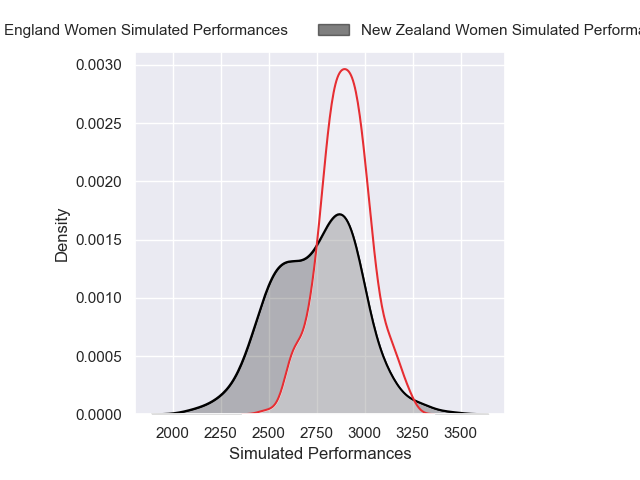 England Women Simulated Performances New Zealand Women Simulated
0.0030
0.0025
0.0020
0.0015
0.0010
0.0005
0.0000
Density
2000 2250 2500 2750 3000 3250 3500
Simulated Performances